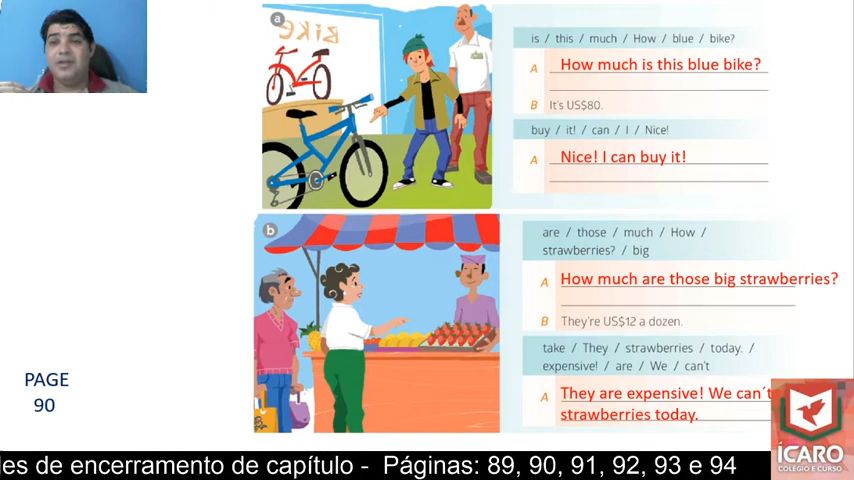 a
BIKE
is / this / much / How / blue / bike?
A How much is this blue bike?
B It's US$80.
buy / it! / can / I / Nice!
A Nice! I can buy it!
b
are / those / much / How /
strawberries? / big
A How much are those big strawberries?
B They're US$12 a dozen.
take / They / strawberries / today. /
expensive! / are / We / can't
A They are expensive! We can´t
strawberries today.
PAGE
90
les de encerramento de capítulo - Páginas: 89, 90, 91, 92, 93 e 94
ÍCARO
COLÉGIO E CURSO